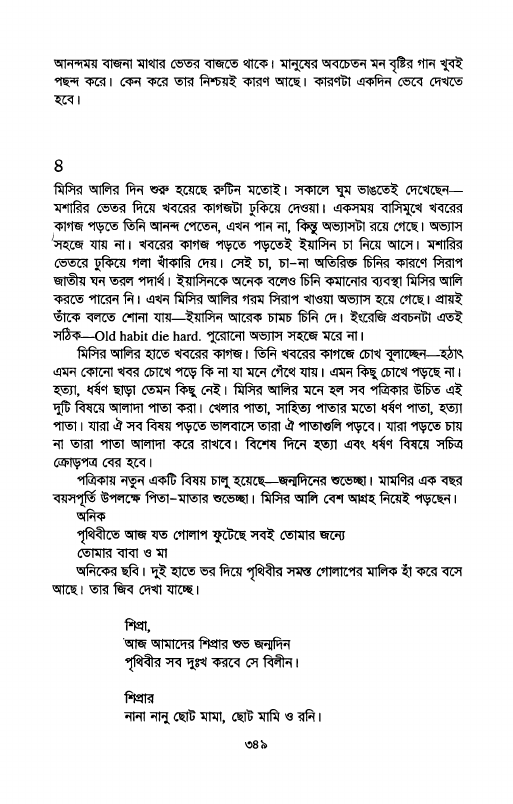 আনন্দময় বাজনা মাথার ভেতর বাজতে থাকে। মানুষের অবচেতন মন বৃষ্টির গান খুবই
পছন্দ করে। কেন করে তার নিশ্চয়ই কারণ আছে। কারণটা একদিন ভেবে দেখতে
হবে।
৪
মিসির আলির দিন শুরু হয়েছে রুটিন মতোই। সকালে ঘুম ভাঙতেই দেখেছেন—
মশারির ভেতর দিয়ে খবরের কাগজটা ঢুকিয়ে দেওয়া। একসময় বাসিমুখে খবরের
কাগজ পড়তে তিনি আনন্দ পেতেন, এখন পান না, কিন্তু অভ্যাসটা রয়ে গেছে। অভ্যাস
সহজে যায় না। খবরের কাগজ পড়তে পড়তেই ইয়াসিন চা নিয়ে আসে। মশারির
ভেতরে ঢুকিয়ে গলা খাঁকারি দেয়। সেই চা, চা-না অতিরিক্ত চিনির কারণে সিরাপ
জাতীয় ঘন তরল পদার্থ। ইয়াসিনকে অনেক বলেও চিনি কমানোর ব্যবস্থা মিসির আলি
করতে পারেন নি। এখন মিসির আলির গরম সিরাপ খাওয়া অভ্যাস হয়ে গেছে। প্রায়ই
তাঁকে বলতে শোনা যায়—ইয়াসিন আরেক চামচ চিনি দে। ইংরেজি প্রবচনটা এতই
সঠিক—Old habit die hard. পুরোনো অভ্যাস সহজে মরে না।
মিসির আলির হাতে খবরের কাগজ। তিনি খবরের কাগজে চোখ বুলাচ্ছেন—হঠাৎ
এমন কোনো খবর চোখে পড়ে কি না যা মনে গেঁথে যায়। এমন কিছু চোখে পড়ছে না।
হত্যা, ধর্ষণ ছাড়া তেমন কিছু নেই। মিসির আলির মনে হল সব পত্রিকার উচিত এই
দুটি বিষয়ে আলাদা পাতা করা। খেলার পাতা, সাহিত্য পাতার মতো ধর্ষণ পাতা, হত্যা
পাতা। যারা ঐ সব বিষয় পড়তে ভালবাসে তারা ঐ পাতাগুলি পড়বে। যারা পড়তে চায়
না তারা পাতা আলাদা করে রাখবে। বিশেষ দিনে হত্যা এবং ধর্ষণ বিষয়ে সচিত্র
ক্রোড়পত্র বের হবে।
পত্রিকায় নতুন একটি বিষয় চালু হয়েছে—জন্মদিনের শুভেচ্ছা। মামণির এক বছর
বয়সপূর্তি উপলক্ষে পিতা-মাতার শুভেচ্ছা। মিসির আলি বেশ আগ্রহ নিয়েই পড়ছেন।
অনিক
পৃথিবীতে আজ যত গোলাপ ফুটেছে সবই তোমার জন্যে
তোমার বাবা ও মা
অনিকের ছবি। দুই হাতে ভর দিয়ে পৃথিবীর সমস্ত গোলাপের মালিক হাঁ করে বসে
আছে। তার জিব দেখা যাচ্ছে।
শিপ্রা,
আজ আমাদের শিপ্রার শুভ জন্মদিন
পৃথিবীর সব দুঃখ করবে সে বিলীন।
শিপ্রার
নানা নানু ছোট মামা, ছোট মামি ও রনি।
৩৪৯